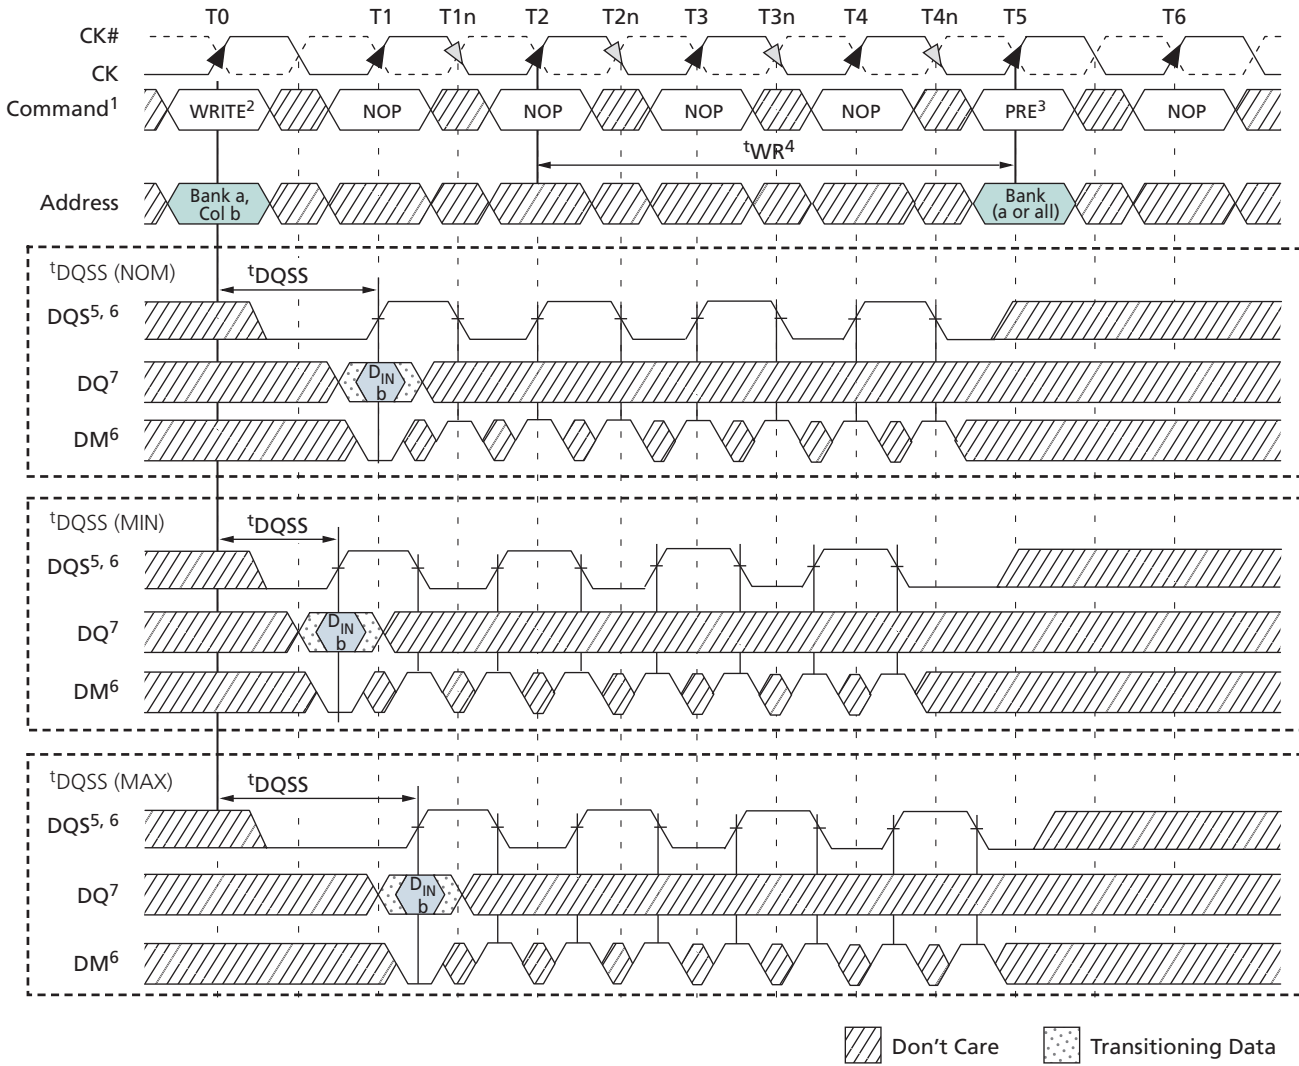 T0 T1 T1n T2 T2n T3 T3n T4 T4n T5 T6
CK#
CK
Command1 WRITE2 NOP NOP NOP NOP PRE3 NOP
tWR4
Address Bank a, Col b Bank (a or all)
tDQSS (NOM) tDQSS
DQS5, 6
DQ7 DIN b
DM6
tDQSS (MIN) tDQSS
DQS5, 6
DQ7 DIN b
DM6
tDQSS (MAX) tDQSS
DQS5, 6
DQ7 DIN b
DM6
Don't Care Transitioning Data